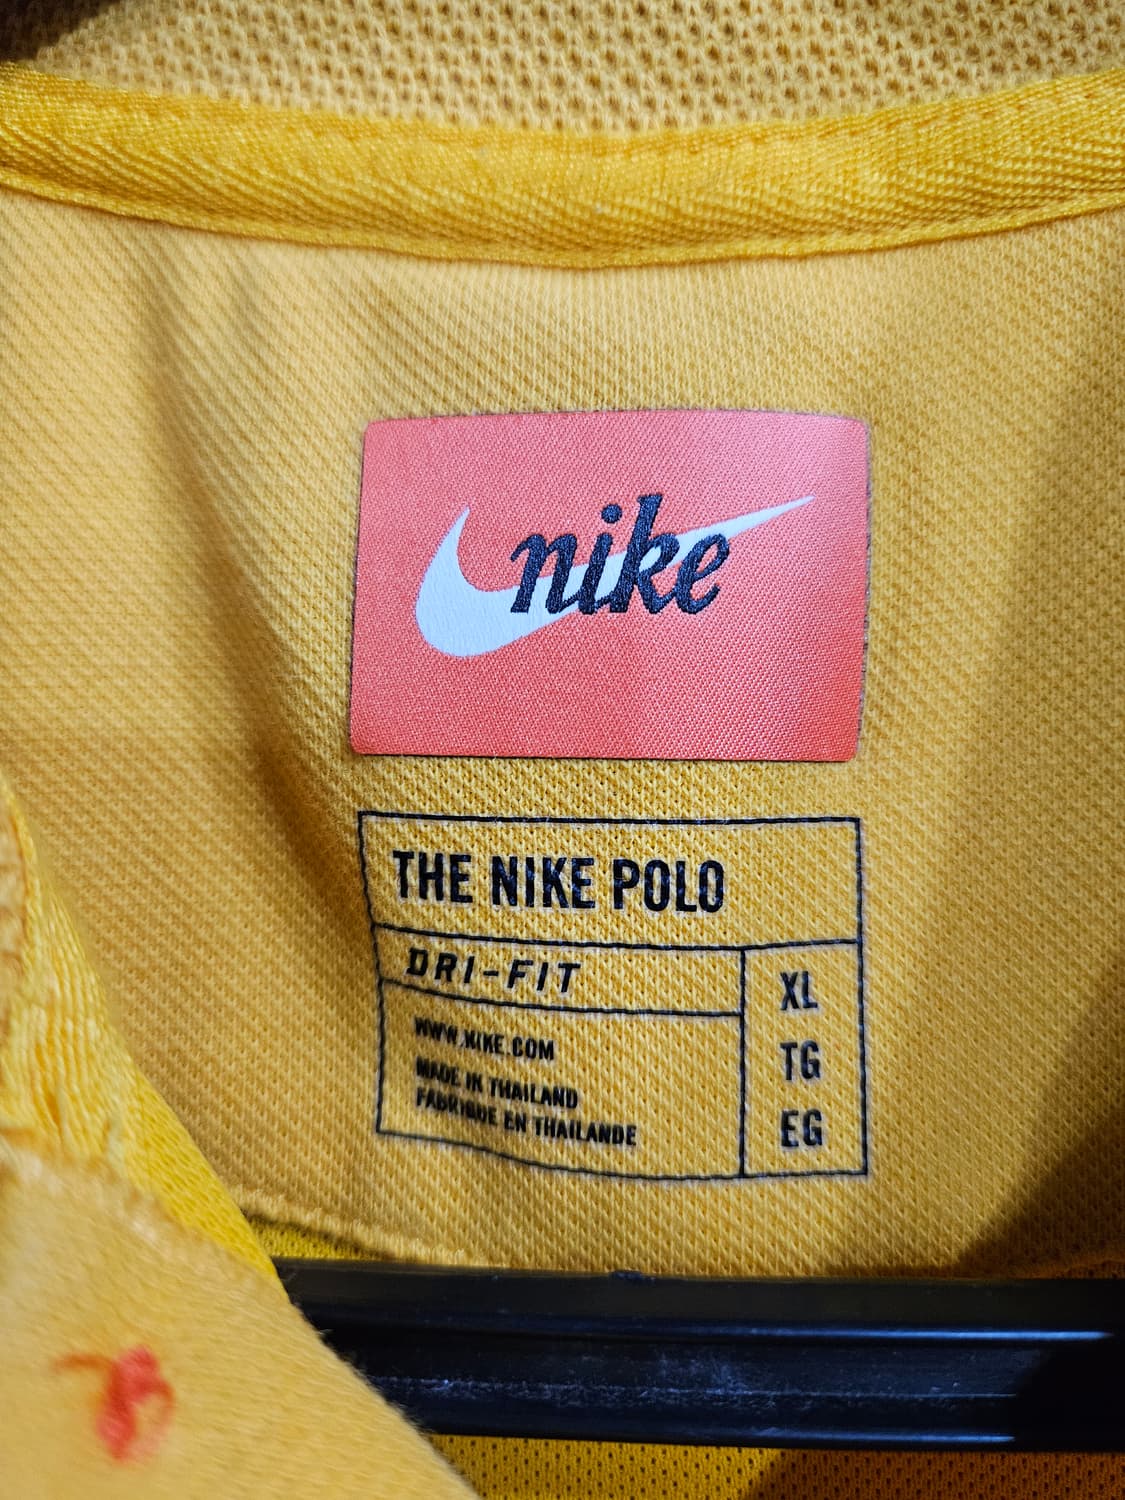 nike
THE NIKE POLO
DRI-FIT
WWW.NIKE.COM
MADE IN THAILAND
FABRIQUE EN THAILANDE
XL
TG
EG